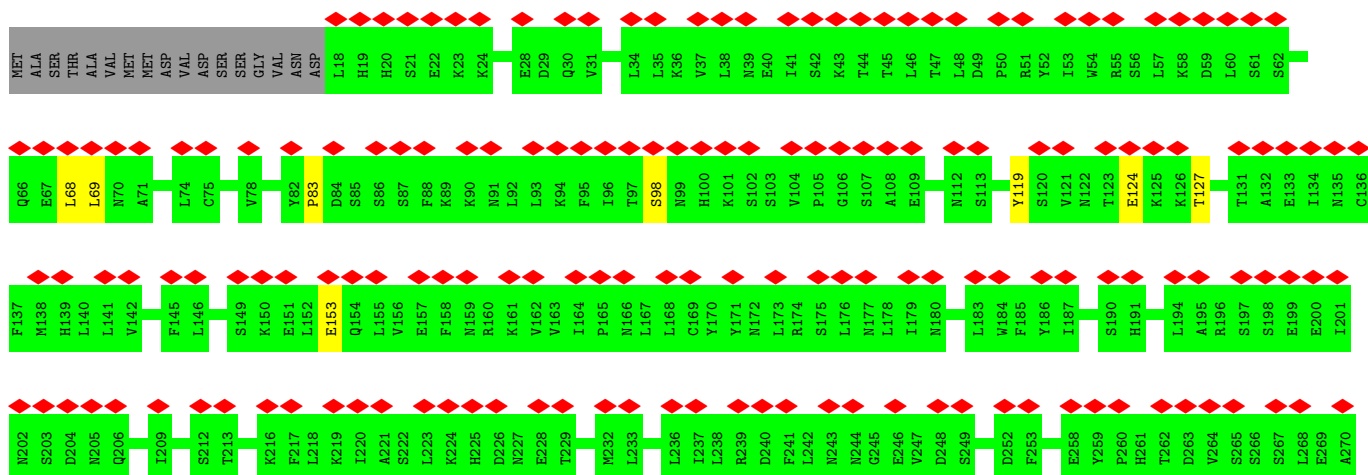 MET ALA SER THR ALA VAL MET MET ASP VAL ASP SER SER GLY VAL ASN ASP L18 H19 H20 S21 E22 K23 K24 E28 D29 Q30 V31 L34 L35 K36 V37 L38 N39 E40 I41 S42 K43 T44 T45 L46 T47 L48 D49 P50 R51 Y52 I53 W54 R55 S56 L57 K58 D59 L60 S61 S62
Q66 E67 L68 L69 N70 A71 L74 C75 V78 Y82 P83 D84 S85 S86 S87 F88 K89 K90 N91 L92 L93 K94 F95 I96 T97 S98 N99 H100 K101 S102 S103 V104 P105 G106 S107 A108 E109 N112 S113 Y119 S120 V121 N122 T123 E124 K125 K126 T127 T131 A132 E133 I134 N135 C136
F137 M138 H139 L140 L141 V142 F145 L146 S149 K150 E151 L152 E153 Q154 L155 V156 E157 F158 N159 R160 K161 V162 V163 I164 P165 N166 L167 L168 C169 Y170 Y171 N172 L173 R174 S175 L176 N177 L178 I179 N180 L183 W184 F185 Y186 I187 S190 H191 L194 A195 R196 S197 S198 E199 E200 I201
N202 S203 D204 N205 Q206 I209 S212 T213 K216 F217 L218 K219 I220 A221 S222 L223 K224 H225 D226 N227 E228 T229 M232 L233 L236 I237 L238 R239 D240 F241 L242 N243 N244 G245 E246 V247 D248 S249 D252 F253 E258 Y259 P260 H261 T262 D263 V264 S265 S266 S267 L268 E269 A270